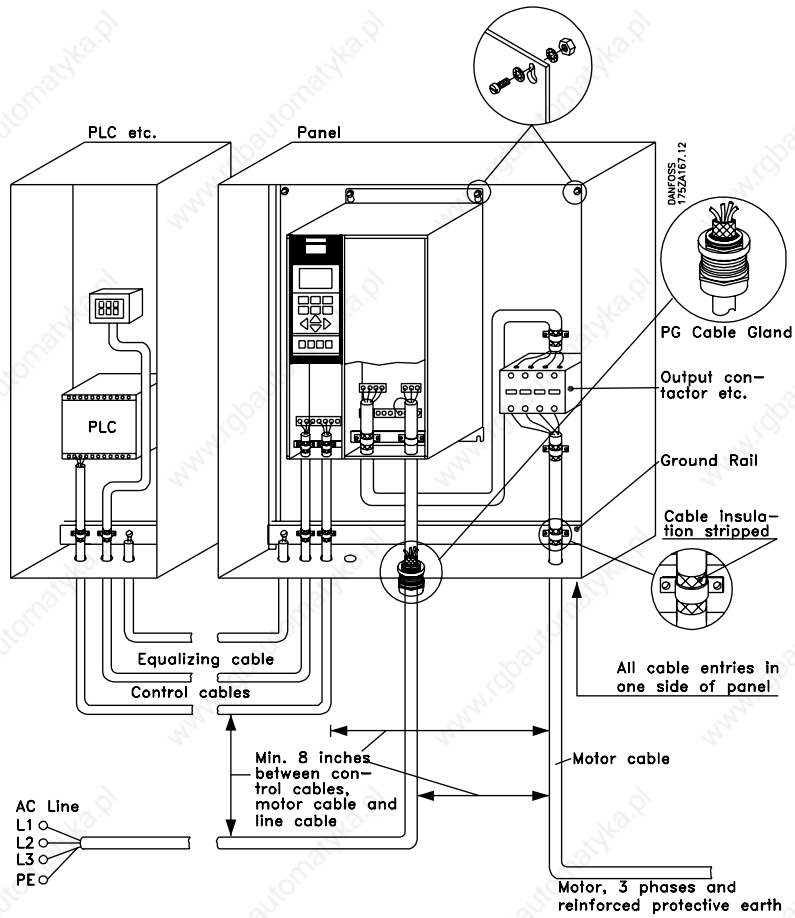 PLC etc.
Panel
DANFOSS
175ZA167.12
PG Cable Gland
PLC
Output con-
tactor etc.
Ground Rail
Cable insula-
tion stripped
Equalizing cable
Control cables
All cable entries in
one side of panel
Min. 8 inches
between con-
trol cables,
motor cable and
line cable
Motor cable
AC Line
L1
L2
L3
PE
Motor, 3 phases and
reinforced protective earth
www.rgbautomatyka.pl